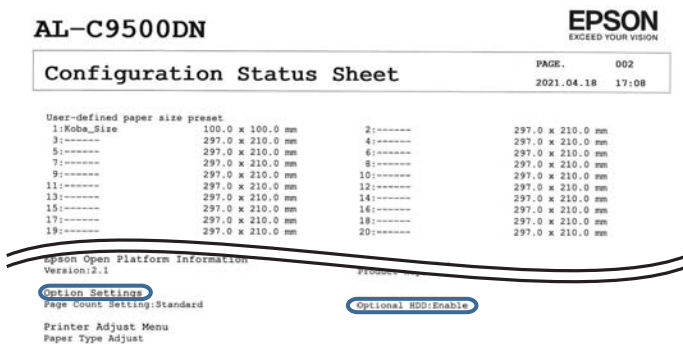 AL-C9500DN
EPSON
EXCEED YOUR VISION
Configuration Status Sheet
PAGE. 002
2021.04.18 17:08
User-defined paper size preset
1:Koba_Size 100.0 x 100.0 mm 2:------ 297.0 x 210.0 mm
3:------ 297.0 x 210.0 mm 4:------ 297.0 x 210.0 mm
5:------ 297.0 x 210.0 mm 6:------ 297.0 x 210.0 mm
7:------ 297.0 x 210.0 mm 8:------ 297.0 x 210.0 mm
9:------ 297.0 x 210.0 mm 10:------ 297.0 x 210.0 mm
11:------ 297.0 x 210.0 mm 12:------ 297.0 x 210.0 mm
13:------ 297.0 x 210.0 mm 14:------ 297.0 x 210.0 mm
15:------ 297.0 x 210.0 mm 16:------ 297.0 x 210.0 mm
17:------ 297.0 x 210.0 mm 18:------ 297.0 x 210.0 mm
19:------ 297.0 x 210.0 mm 20:------ 297.0 x 210.0 mm
Epson Open Platform Information
Version:2.1
Option Settings
Page Count Setting:Standard Optional HDD:Enable
Printer Adjust Menu
Paper Type Adjust